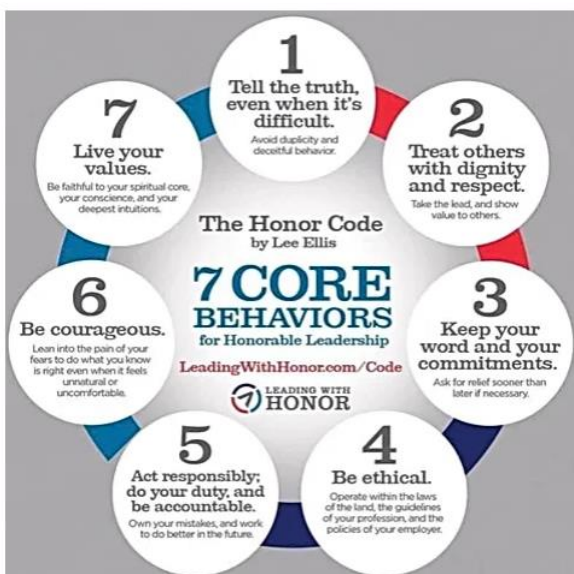 1
Tell the truth,
even when it's
difficult.
Avoid duplicity and
deceitful behavior.
2
Treat others
with dignity
and respect.
Take the lead, and show
value to others.
3
Keep your
word and your
commitments.
Ask for relief sooner than
later if necessary.
4
Be ethical.
Operate within the laws
of the land, the guidelines
of your profession, and the
policies of your employer.
5
Act responsibly;
do your duty, and
be accountable.
Own your mistakes, and work
to do better in the future.
6
Be courageous.
Lean into the pain of your
fears to do what you know
is right even when it feels
unnatural or
uncomfortable.
7
Live your
values.
Be faithful to your spiritual core,
your conscience, and your
deepest intuitions.
The Honor Code
by Lee Ellis
7 CORE
BEHAVIORS
for Honorable Leadership
LeadingWithHonor.com/Code
LEADING WITH
HONOR